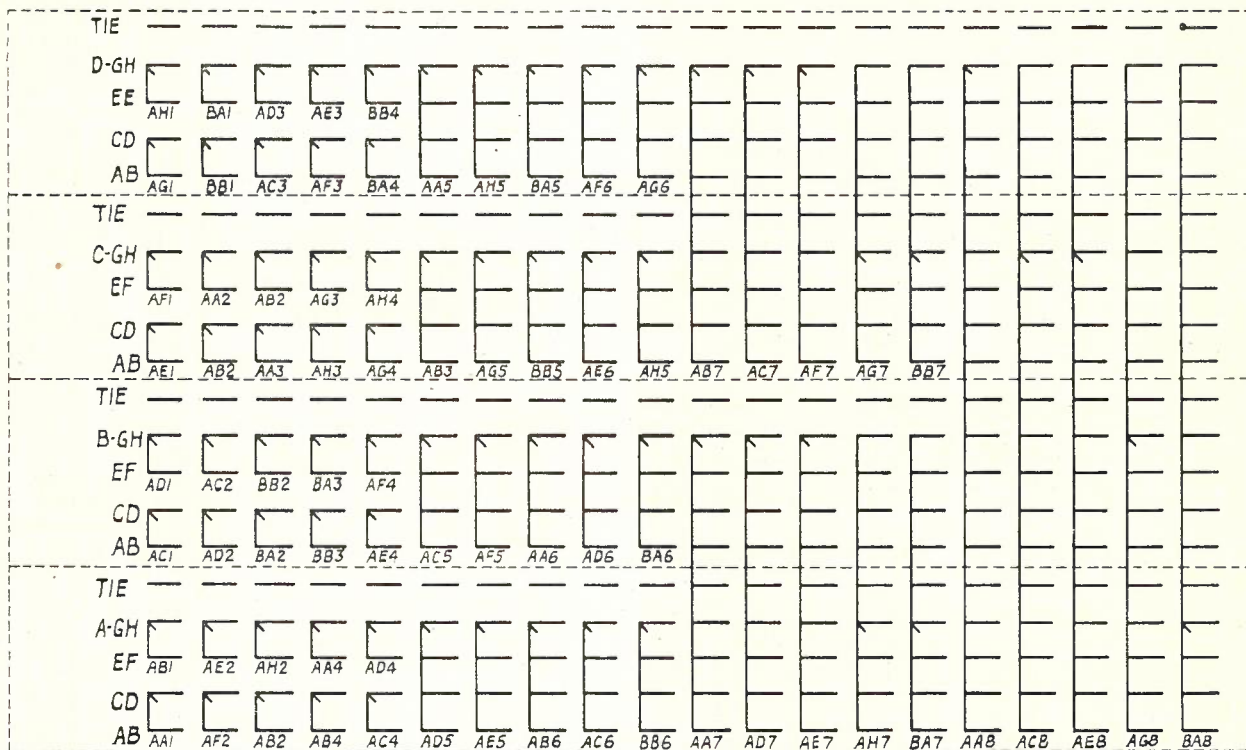 TIE
D-GH
EE
AH1 BA1 AD3 AE3 BB4
CD
AB
AG1 BB1 AC3 AF3 BA4 AA5 AH5 BA5 AF6 AG6
TIE
C-GH
EF
AF1 AA2 AB2 AG3 AH4
CD
AB
AE1 AB2 AA3 AH3 AG4 AB3 AG5 BB5 AE6 AH5 AB7 AC7 AF7 AG7 BB7
TIE
B-GH
EF
AD1 AC2 BB2 BA3 AF4
CD
AB
AC1 AD2 BA2 BB3 AE4 AC5 AF5 AA6 AD6 BA6
TIE
A-GH
EF
AB1 AE2 AH2 AA4 AD4
CD
AB
AA1 AF2 AB2 AB4 AC4 AD5 AE5 AB6 AC6 BB6 AA7 AD7 AE7 AH7 BA7 AA8 AC8 AE8 AG8 BA8